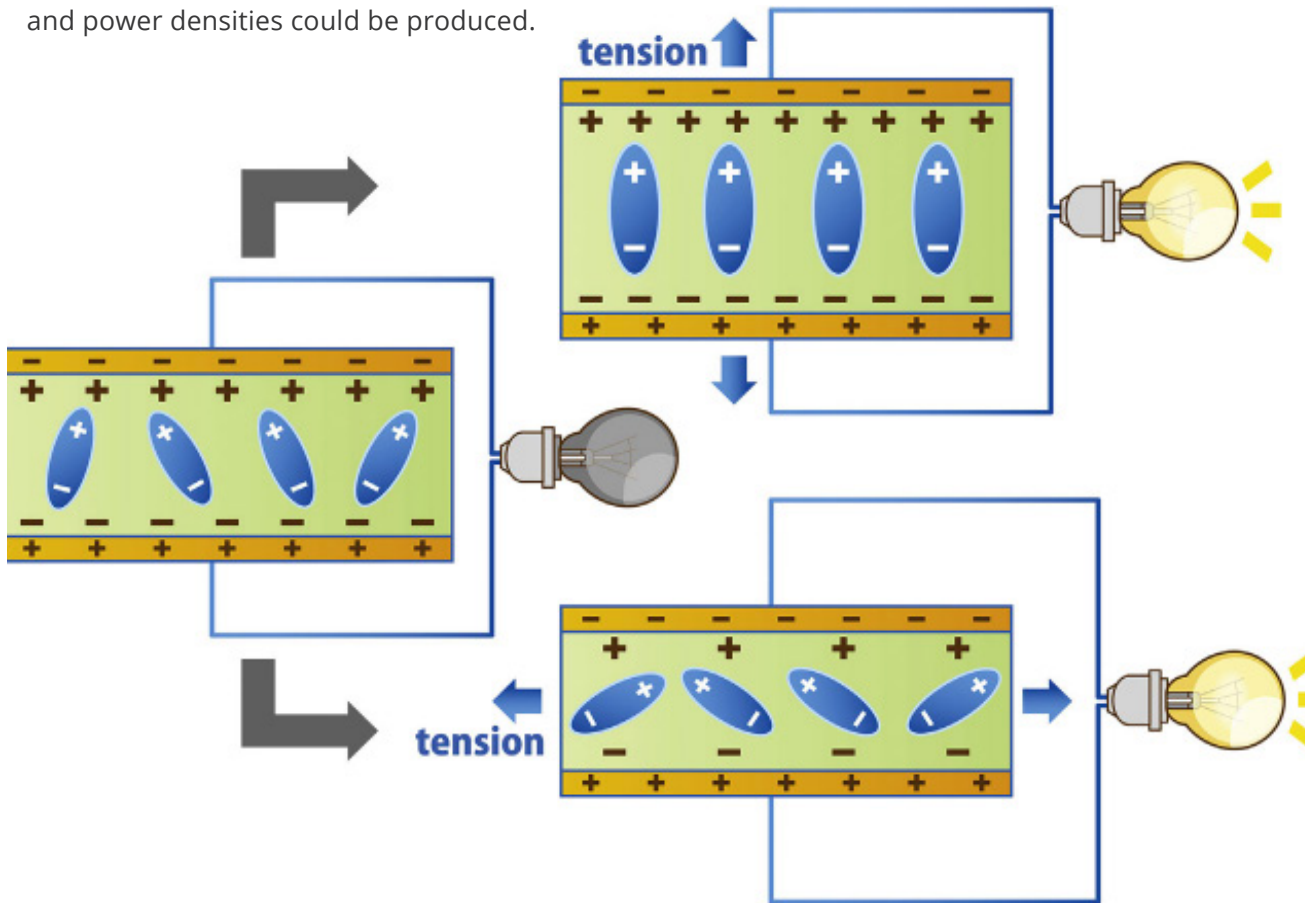 and power densities could be produced.
tension
- - - - - - -
+ + + + + + + + +
+ + + +
- - - -
- - - - - - - - -
+ + + + + + +
- - - - - - -
+ + + + + + +
+ + + +
- - - -
- - - - - - -
+ + + + + + +
- - - - - - -
+ + + +
+ + + +
- - - -
tension
- - - -
+ + + + + + +